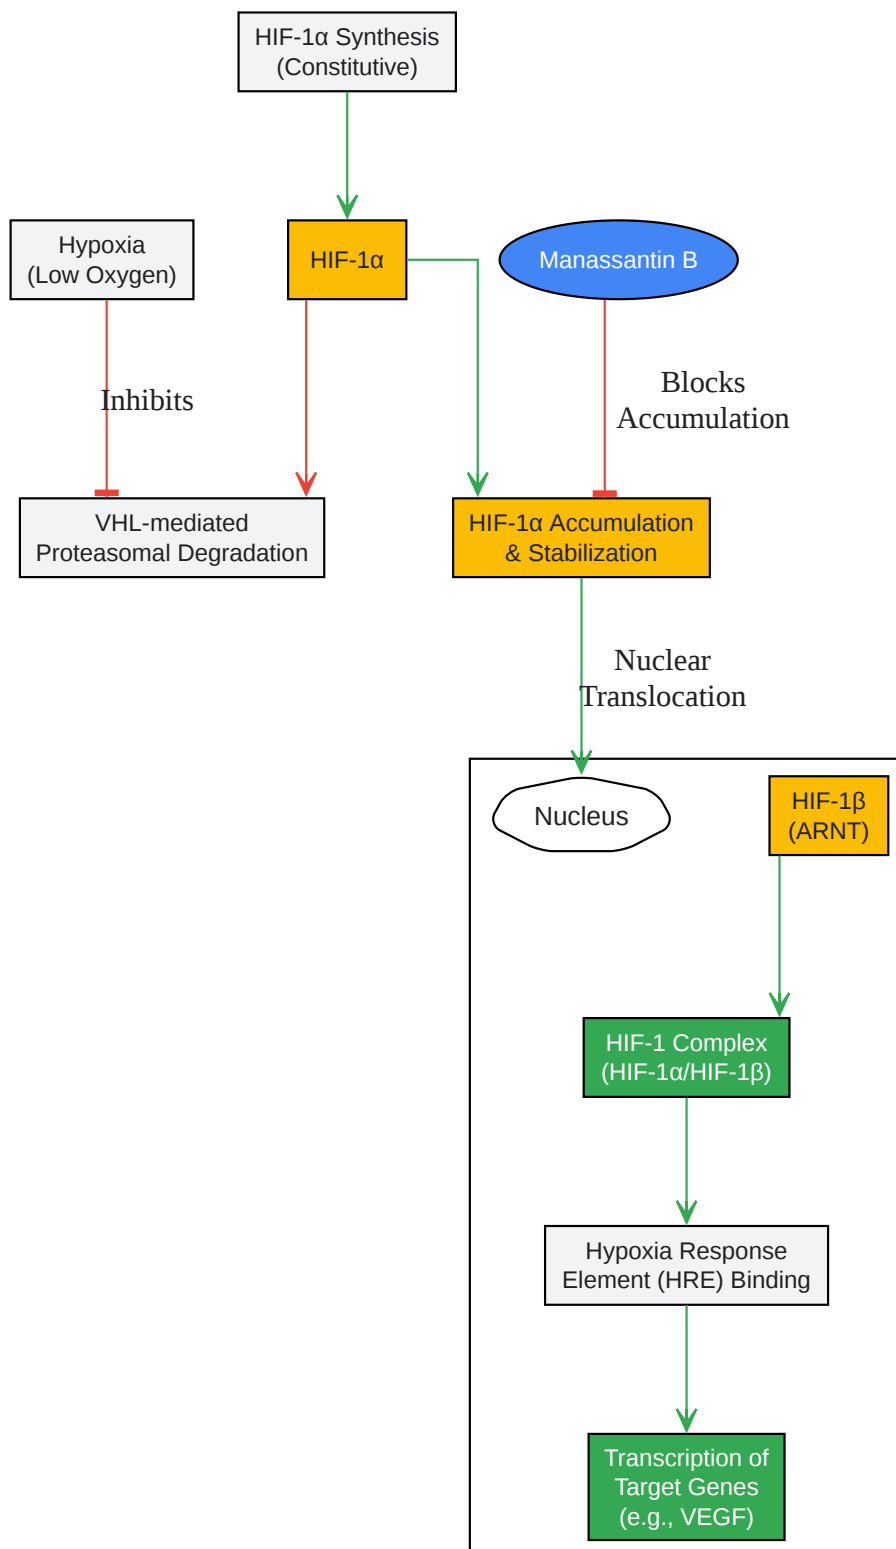 HIF-1α Synthesis
(Constitutive)
Hypoxia
(Low Oxygen)
HIF-1α
Manassantin B
Inhibits
Blocks
Accumulation
VHL-mediated
Proteasomal Degradation
HIF-1α Accumulation
& Stabilization
Nuclear
Translocation
Nucleus
HIF-1β
(ARNT)
HIF-1 Complex
(HIF-1α/HIF-1β)
Hypoxia Response
Element (HRE) Binding
Transcription of
Target Genes
(e.g., VEGF)